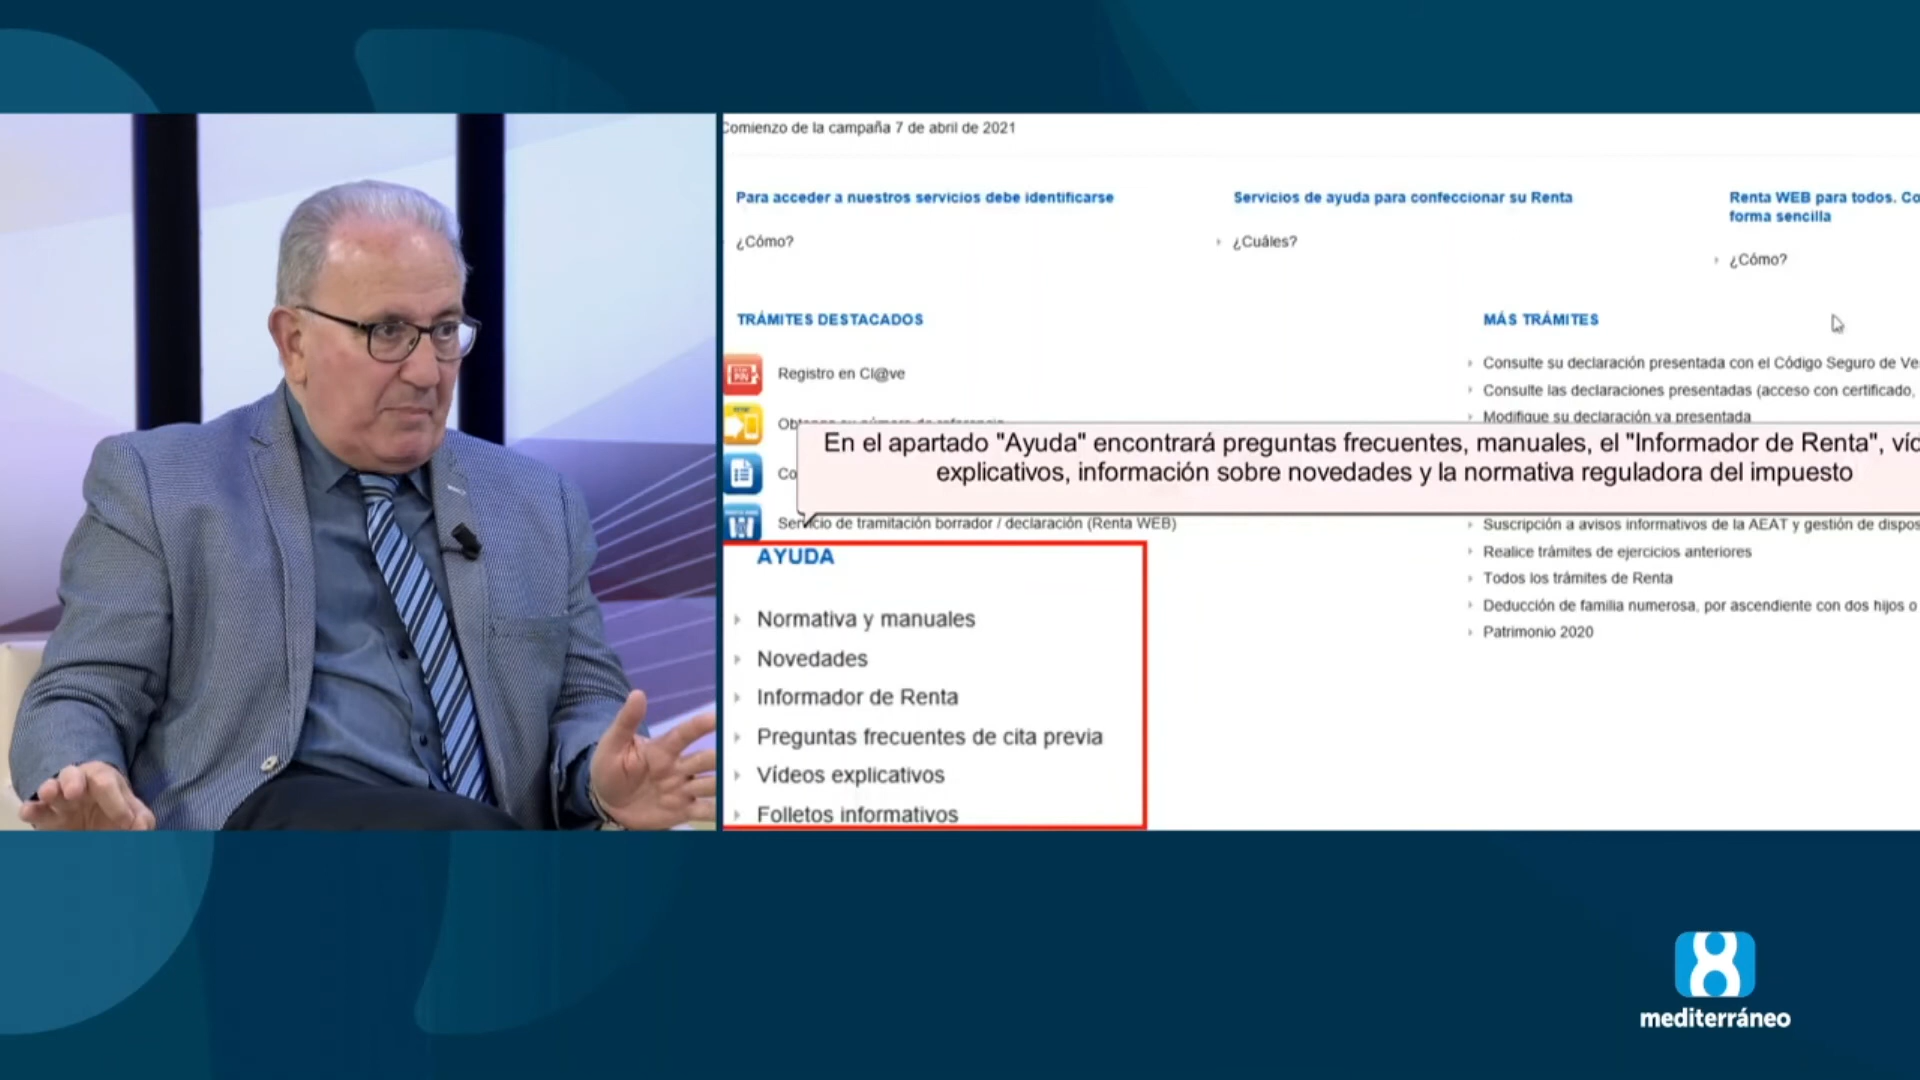 Comienzo de la campaña 7 de abril de 2021
Para acceder a nuestros servicios debe identificarse
¿Cómo?
Servicios de ayuda para confeccionar su Renta
¿Cuáles?
Renta WEB para todos. Co
forma sencilla
¿Cómo?
TRÁMITES DESTACADOS
Registro en Cl@ve
Servicio de tramitación borrador / declaración (Renta WEB)
MÁS TRÁMITES
Consulte su declaración presentada con el Código Seguro de Ve
Consulte las declaraciones presentadas (acceso con certificado,
Modifique su declaración ya presentada
En el apartado "Ayuda" encontrará preguntas frecuentes, manuales, el "Informador de Renta", víd
explicativos, información sobre novedades y la normativa reguladora del impuesto
Suscripción a avisos informativos de la AEAT y gestión de dispos
Realice trámites de ejercicios anteriores
Todos los trámites de Renta
Deducción de familia numerosa, por ascendiente con dos hijos o
Patrimonio 2020
AYUDA
Normativa y manuales
Novedades
Informador de Renta
Preguntas frecuentes de cita previa
Vídeos explicativos
Folletos informativos
8
mediterráneo